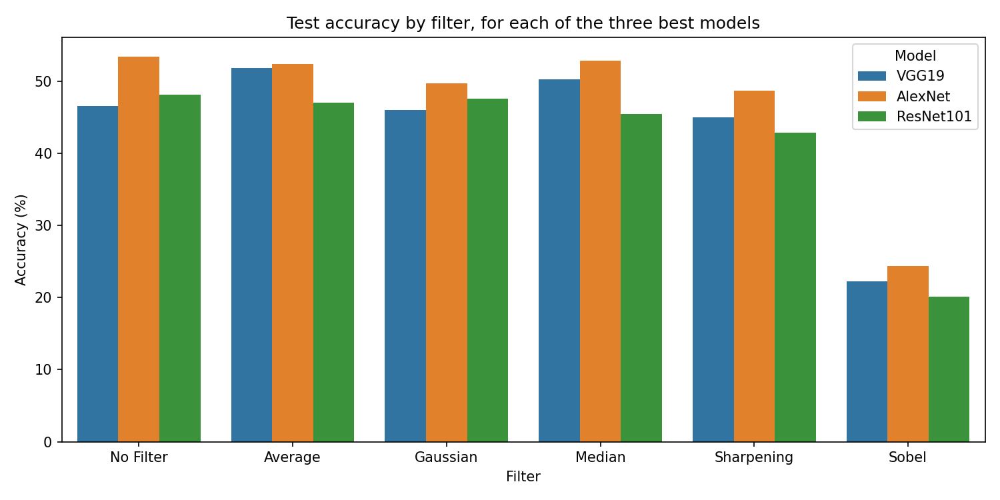 Test accuracy by filter, for each of the three best models
Model
VGG19
AlexNet
ResNet101
Accuracy (%)
50
40
30
20
10
0
No Filter
Average
Gaussian
Median
Sharpening
Sobel
Filter